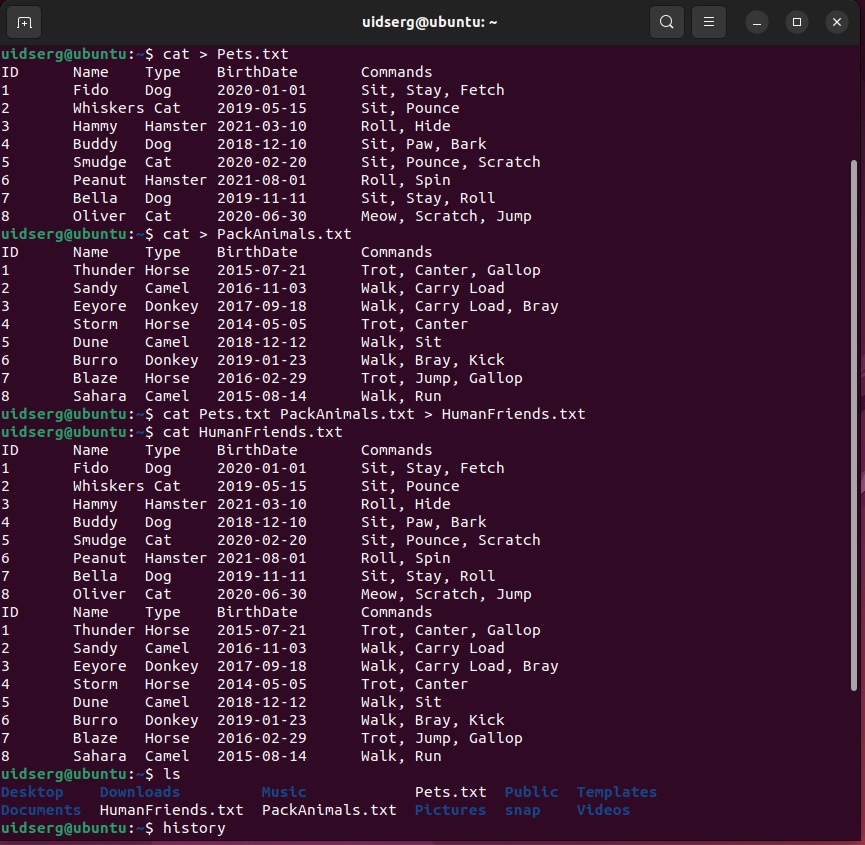 uidserg@ubuntu: ~
uidserg@ubuntu:~$ cat > Pets.txt
ID      Name    Type    BirthDate       Commands
1       Fido    Dog     2020-01-01      Sit, Stay, Fetch
2       Whiskers Cat    2019-05-15      Sit, Pounce
3       Hammy   Hamster 2021-03-10      Roll, Hide
4       Buddy   Dog     2018-12-10      Sit, Paw, Bark
5       Smudge  Cat     2020-02-20      Sit, Pounce, Scratch
6       Peanut  Hamster 2021-08-01      Roll, Spin
7       Bella   Dog     2019-11-11      Sit, Stay, Roll
8       Oliver  Cat     2020-06-30      Meow, Scratch, Jump
uidserg@ubuntu:~$ cat > PackAnimals.txt
ID      Name    Type    BirthDate       Commands
1       Thunder Horse   2015-07-21      Trot, Canter, Gallop
2       Sandy   Camel   2016-11-03      Walk, Carry Load
3       Eeyore  Donkey  2017-09-18      Walk, Carry Load, Bray
4       Storm   Horse   2014-05-05      Trot, Canter
5       Dune    Camel   2018-12-12      Walk, Sit
6       Burro   Donkey  2019-01-23      Walk, Bray, Kick
7       Blaze   Horse   2016-02-29      Trot, Jump, Gallop
8       Sahara  Camel   2015-08-14      Walk, Run
uidserg@ubuntu:~$ cat Pets.txt PackAnimals.txt > HumanFriends.txt
uidserg@ubuntu:~$ cat HumanFriends.txt
ID      Name    Type    BirthDate       Commands
1       Fido    Dog     2020-01-01      Sit, Stay, Fetch
2       Whiskers Cat    2019-05-15      Sit, Pounce
3       Hammy   Hamster 2021-03-10      Roll, Hide
4       Buddy   Dog     2018-12-10      Sit, Paw, Bark
5       Smudge  Cat     2020-02-20      Sit, Pounce, Scratch
6       Peanut  Hamster 2021-08-01      Roll, Spin
7       Bella   Dog     2019-11-11      Sit, Stay, Roll
8       Oliver  Cat     2020-06-30      Meow, Scratch, Jump
ID      Name    Type    BirthDate       Commands
1       Thunder Horse   2015-07-21      Trot, Canter, Gallop
2       Sandy   Camel   2016-11-03      Walk, Carry Load
3       Eeyore  Donkey  2017-09-18      Walk, Carry Load, Bray
4       Storm   Horse   2014-05-05      Trot, Canter
5       Dune    Camel   2018-12-12      Walk, Sit
6       Burro   Donkey  2019-01-23      Walk, Bray, Kick
7       Blaze   Horse   2016-02-29      Trot, Jump, Gallop
8       Sahara  Camel   2015-08-14      Walk, Run
uidserg@ubuntu:~$ ls
Desktop    Downloads         Music            Pets.txt  Public  Templates
Documents  HumanFriends.txt  PackAnimals.txt  Pictures  snap    Videos
uidserg@ubuntu:~$ history